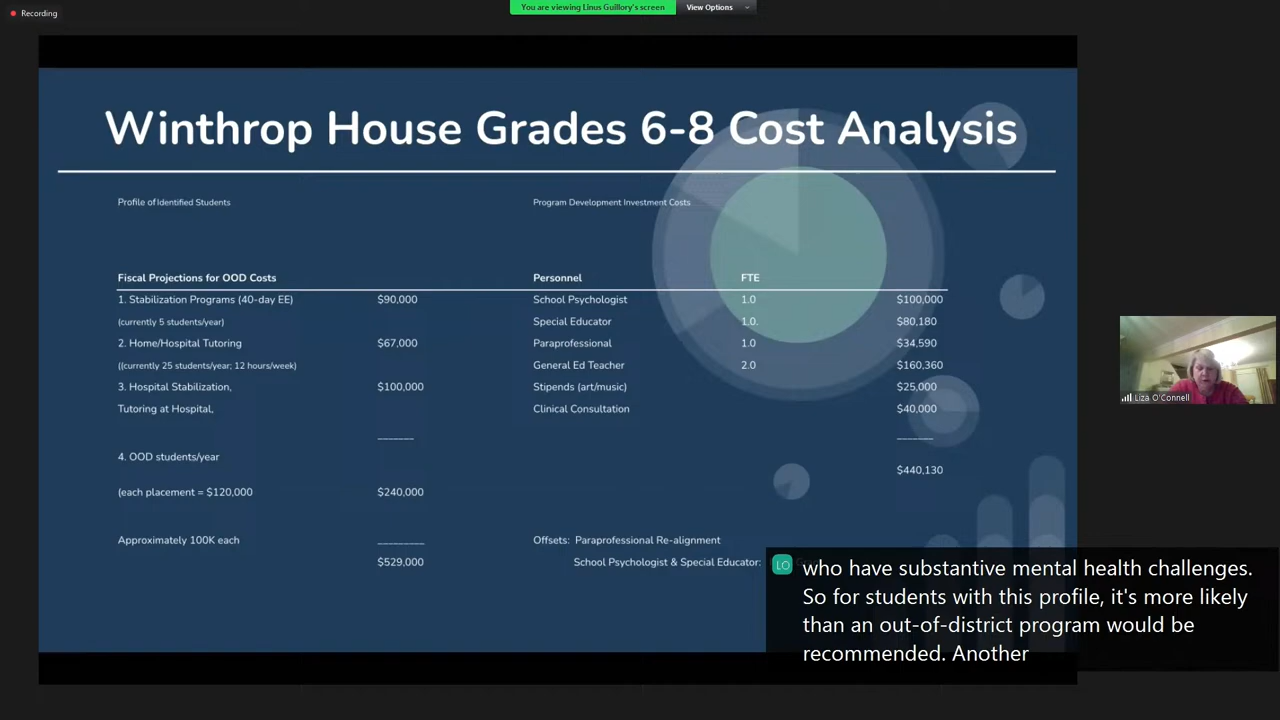 Recording
You are viewing Linus Guillory's screen
View Options
Winthrop House Grades 6-8 Cost Analysis
Profile of Identified Students
Program Development Investment Costs
Fiscal Projections for OOD Costs
Personnel FTE
1. Stabilization Programs (40-day EE) $90,000
School Psychologist 1.0 $100,000
(currently 5 students/year)
Special Educator 1.0. $80,180
2. Home/Hospital Tutoring $67,000
Paraprofessional 1.0 $34,590
((currently 25 students/year; 12 hours/week)
General Ed Teacher 2.0 $160,360
3. Hospital Stabilization, $100,000
Stipends (art/music) $25,000
Tutoring at Hospital,
Clinical Consultation $40,000
4. OOD students/year
$440,130
(each placement = $120,000 $240,000
Approximately 100K each
Offsets: Paraprofessional Re-alignment
$529,000
School Psychologist & Special Educator:
Liza O'Connell
LO
who have substantive mental health challenges.
So for students with this profile, it's more likely
than an out-of-district program would be
recommended. Another